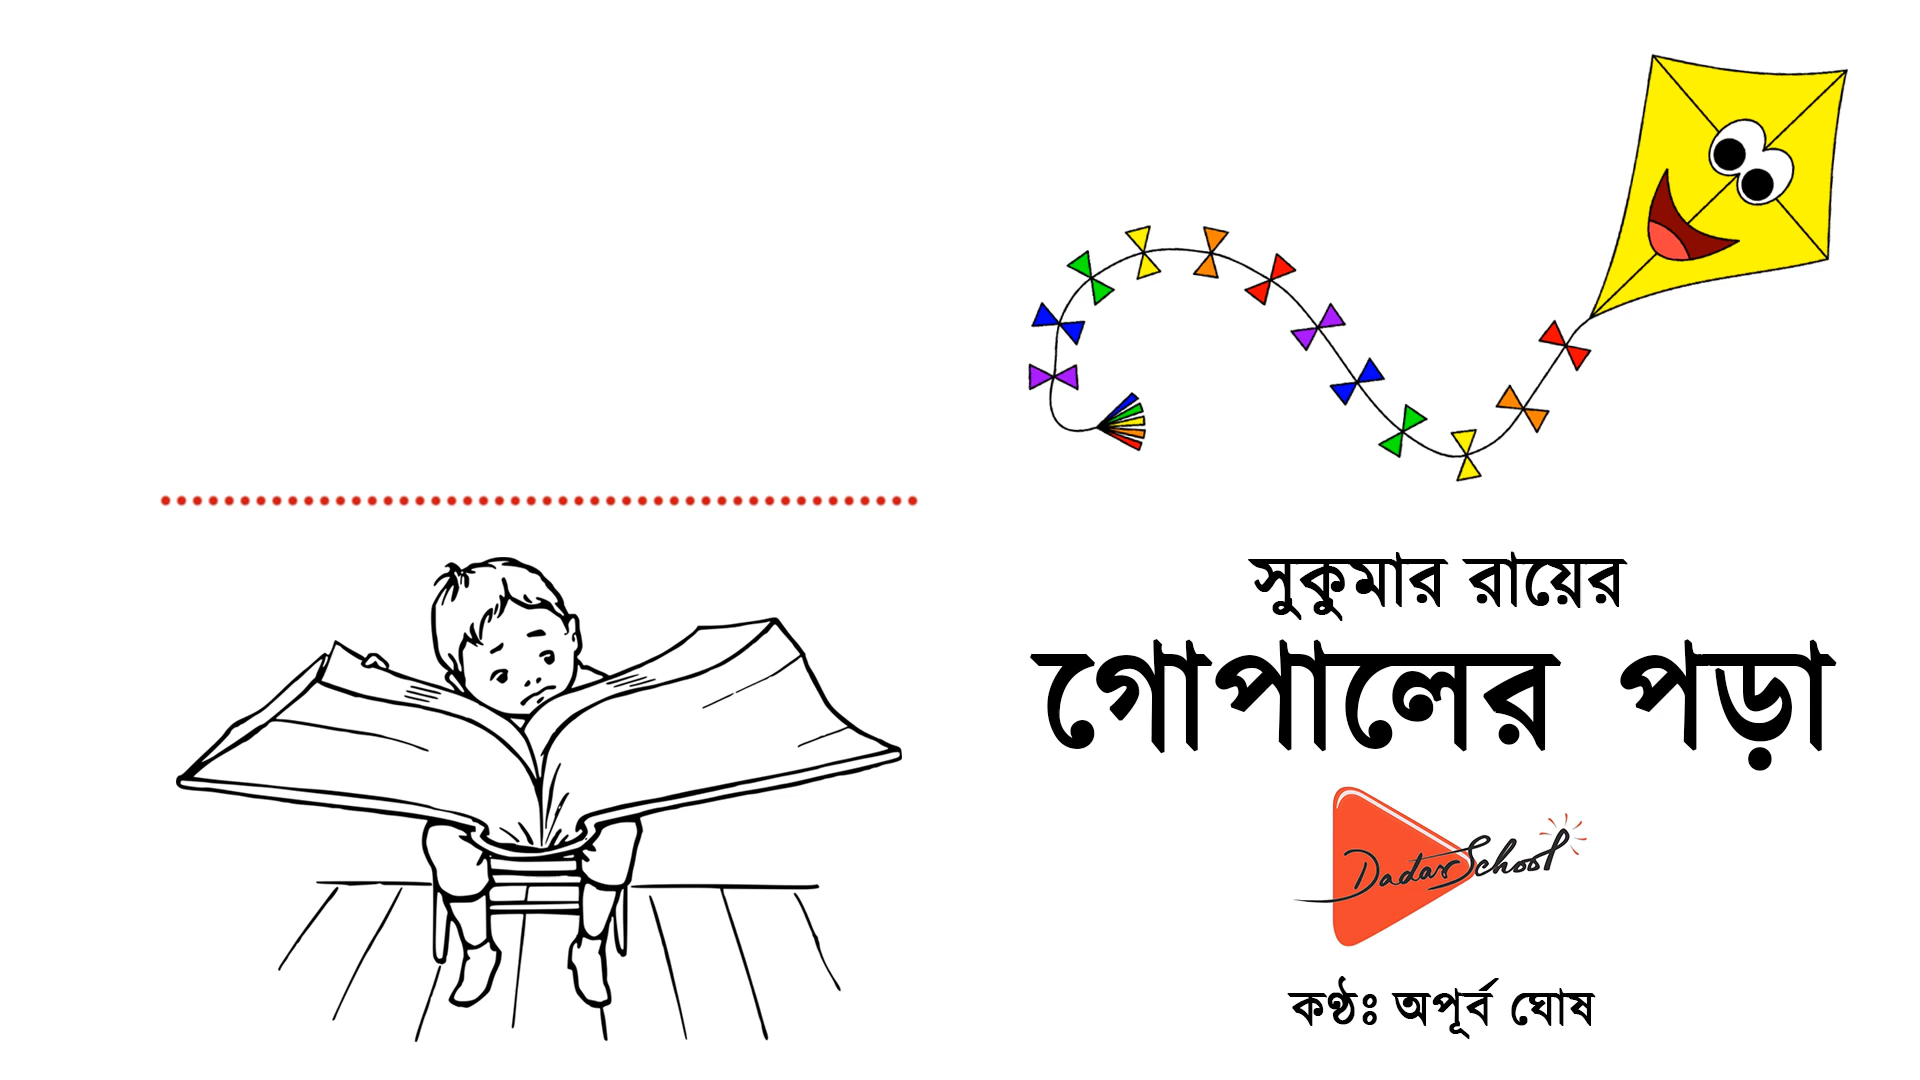 সুকুমার রায়ের
গোপালের পড়া
Dadar School
কণ্ঠঃ অপূর্ব ঘোষ